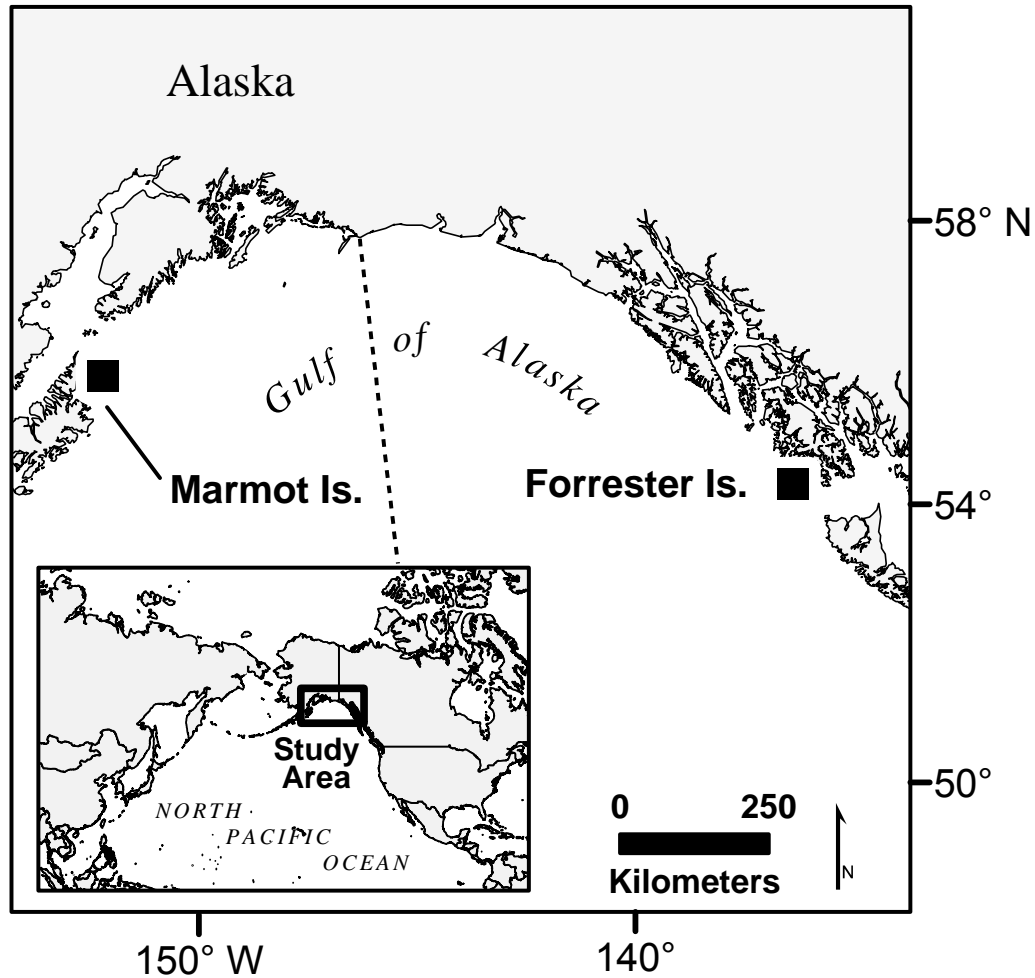 Alaska
58° N
Gulf of Alaska
Marmot Is.
Forrester Is.
54°
Study
Area
NORTH
PACIFIC
OCEAN
50°
0 250
Kilometers
N
150° W
140°